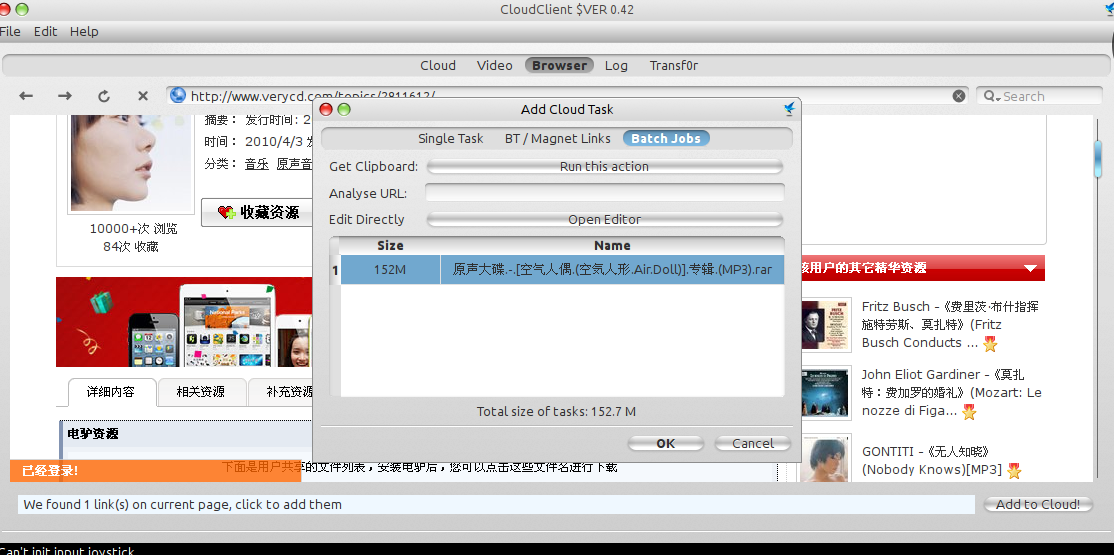 CloudClient $VER 0.42
File Edit Help
Cloud Video Browser Log Transf0r
http://www.verycd.com/topics/2811612/
Search
摘要： 发行时间：2
时间： 2010/4/3
分类： 音乐 原声音
收藏资源
10000+次 浏览
84次 收藏
Add Cloud Task
Single Task BT / Magnet Links Batch Jobs
Get Clipboard: Run this action
Analyse URL:
Edit Directly Open Editor
Size Name
1 152M 原声大碟.-.[空气人偶.(空気人形.Air.Doll)].专辑.(MP3).rar
Total size of tasks: 152.7 M
OK Cancel
该用户的其它精华资源
Fritz Busch -《费里茨·布什指挥
施特劳斯、莫扎特》(Fritz
Busch Conducts ...
John Eliot Gardiner -《莫扎
特：费加罗的婚礼》(Mozart: Le
nozze di Figa...
GONTITI -《无人知晓》
(Nobody Knows)[MP3]
详细内容 相关资源 补充资源
电驴资源
下面是用户共享的文件列表，安装电驴后，您可以点击这些文件名进行下载
已经登录!
We found 1 link(s) on current page, click to add them
Add to Cloud!
Can't init input joystick